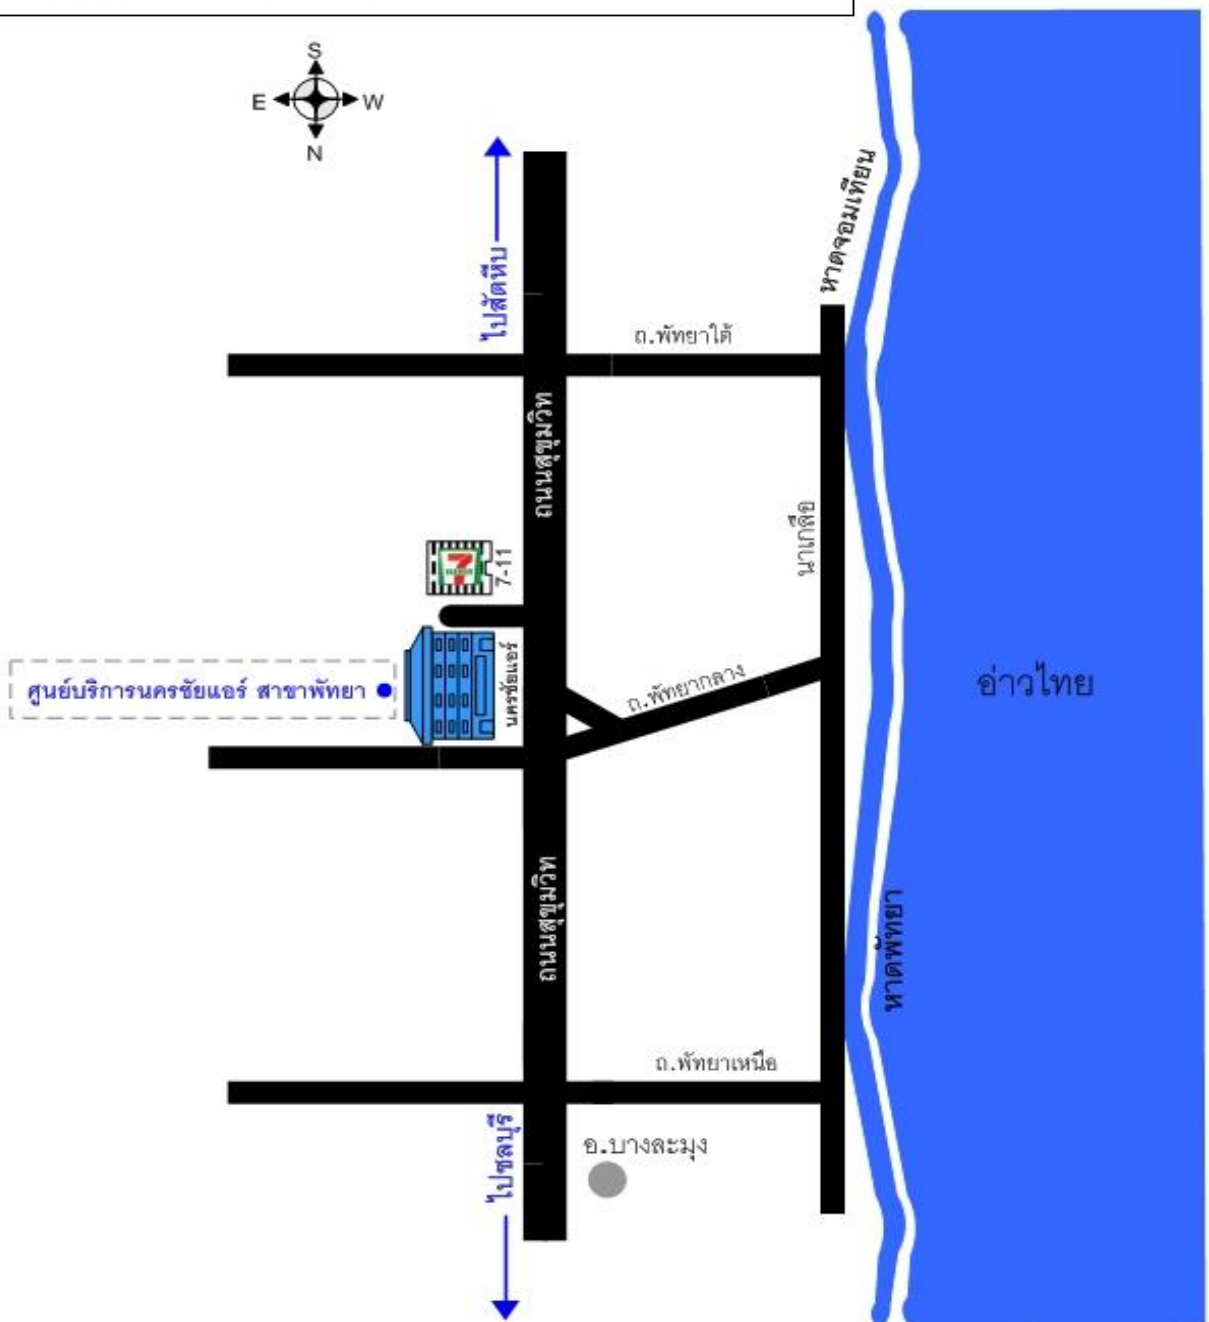 S
E
W
N
หาดจอมเทียน
ไปสัตหีบ
ถ.พัทยาใต้
ถนนสุขุมวิท
นาเกลือ
7
7-11
นครชัยแอร์
ศูนย์บริการนครชัยแอร์ สาขาพัทยา
ถ.พัทยากลาง
อ่าวไทย
ถนนสุขุมวิท
หาดพัทยา
ถ.พัทยาเหนือ
ไปชลบุรี
อ.บางละมุง